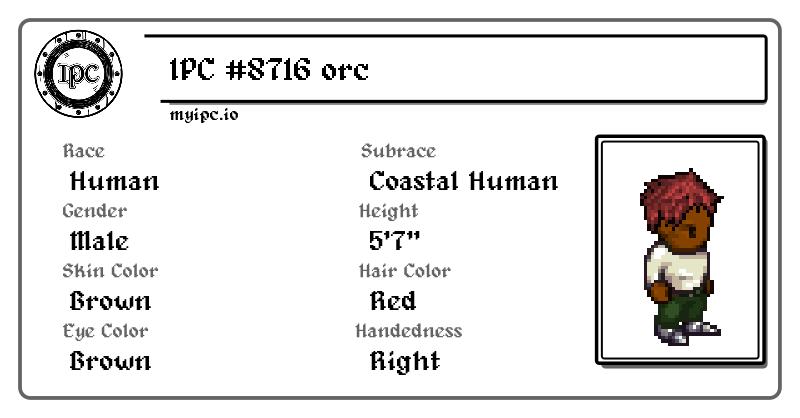 IPC
IPC #8716 orc
myipc.io
Race
Human
Subrace
Coastal Human
Gender
Male
Height
5'7"
Skin Color
Brown
Hair Color
Red
Eye Color
Brown
Handedness
Right